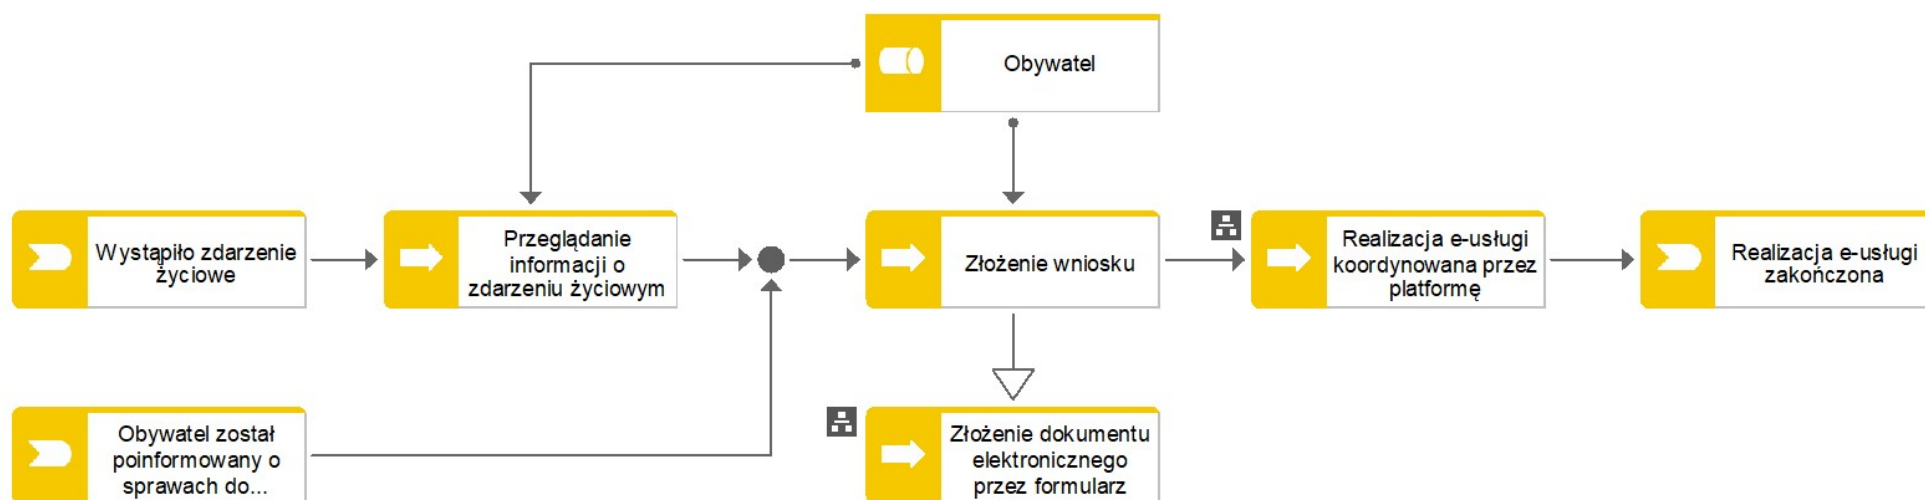 Obywatel
Wystąpiło zdarzenie
życiowe
Przeglądanie
informacji o
zdarzeniu życiowym
Złożenie wniosku
Realizacja e-usługi
koordynowana przez
platformę
Realizacja e-usługi
zakończona
Obywatel został
poinformowany o
sprawach do...
Złożenie dokumentu
elektronicznego
przez formularz